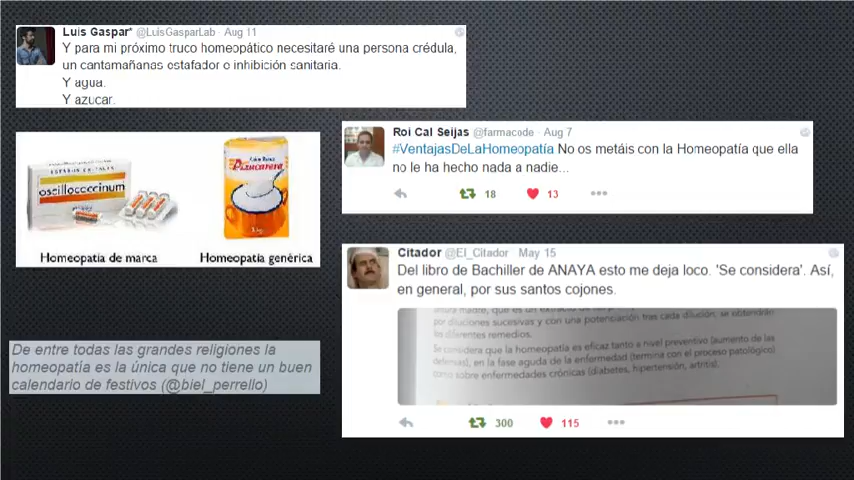 Luis Gaspar* @LuisGasparLab · Aug 11
Y para mi próximo truco homeopático necesitaré una persona crédula,
un cantamañanas estafador e inhibición sanitaria.
Y agua.
Y azucar.
oscillococcinum
Azucarera
Homeopatía de marca
Homeopatía genérica
Roi Cal Seijas @farmacode · Aug 7
#VentajasDeLaHomeopatía No os metáis con la Homeopatía que ella
no le ha hecho nada a nadie...
18 13
Citador @El_Citador May 15
Del libro de Bachiller de ANAYA esto me deja loco. 'Se considera'. Así,
en general, por sus santos cojones.
por diluciones sucesivas y con una potenciación tras cada dilución, se obtendrán
los diferentes remedios.
Se considera que la homeopatía es eficaz tanto a nivel preventivo (aumento de las
defensas), en la fase aguda de la enfermedad (termina con el proceso patológico)
como sobre enfermedades crónicas (diabetes, hipertensión, artritis).
300 115
De entre todas las grandes religiones la
homeopatía es la única que no tiene un buen
calendario de festivos (@biel_perrello)